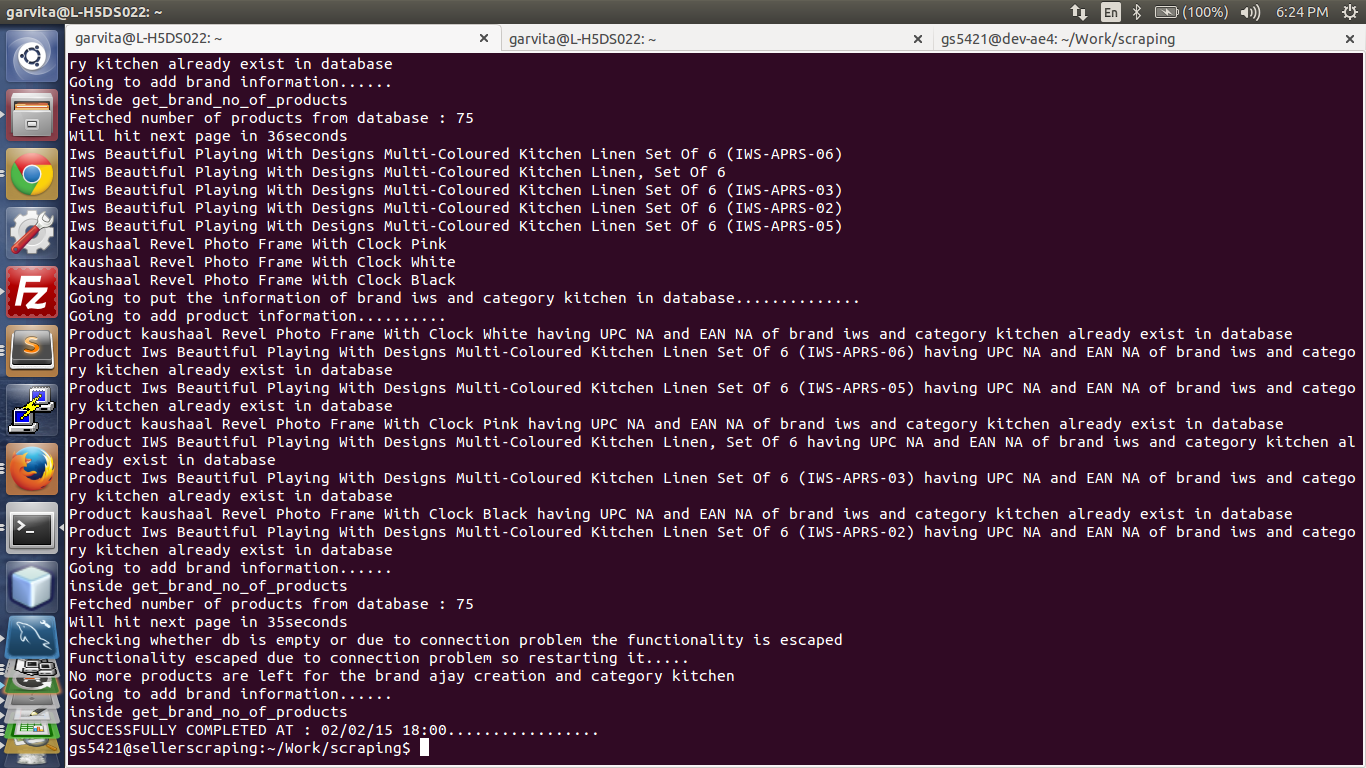 garvita@L-H5DS022: ~
En
(100%)
6:24 PM
garvita@L-H5DS022: ~ ×
garvita@L-H5DS022: ~ ×
gs5421@dev-ae4: ~/Work/scraping ×
ry kitchen already exist in database
Going to add brand information......
inside get_brand_no_of_products
Fetched number of products from database : 75
Will hit next page in 36seconds
Iws Beautiful Playing With Designs Multi-Coloured Kitchen Linen Set Of 6 (IWS-APRS-06)
IWS Beautiful Playing With Designs Multi-Coloured Kitchen Linen, Set Of 6
Iws Beautiful Playing With Designs Multi-Coloured Kitchen Linen Set Of 6 (IWS-APRS-03)
Iws Beautiful Playing With Designs Multi-Coloured Kitchen Linen Set Of 6 (IWS-APRS-02)
Iws Beautiful Playing With Designs Multi-Coloured Kitchen Linen Set Of 6 (IWS-APRS-05)
kaushaal Revel Photo Frame With Clock Pink
kaushaal Revel Photo Frame With Clock White
kaushaal Revel Photo Frame With Clock Black
Going to put the information of brand iws and category kitchen in database..............
Going to add product information..........
Product kaushaal Revel Photo Frame With Clock White having UPC NA and EAN NA of brand iws and category kitchen already exist in database
Product Iws Beautiful Playing With Designs Multi-Coloured Kitchen Linen Set Of 6 (IWS-APRS-06) having UPC NA and EAN NA of brand iws and catego
ry kitchen already exist in database
Product Iws Beautiful Playing With Designs Multi-Coloured Kitchen Linen Set Of 6 (IWS-APRS-05) having UPC NA and EAN NA of brand iws and catego
ry kitchen already exist in database
Product kaushaal Revel Photo Frame With Clock Pink having UPC NA and EAN NA of brand iws and category kitchen already exist in database
Product IWS Beautiful Playing With Designs Multi-Coloured Kitchen Linen, Set Of 6 having UPC NA and EAN NA of brand iws and category kitchen al
ready exist in database
Product Iws Beautiful Playing With Designs Multi-Coloured Kitchen Linen Set Of 6 (IWS-APRS-03) having UPC NA and EAN NA of brand iws and catego
ry kitchen already exist in database
Product kaushaal Revel Photo Frame With Clock Black having UPC NA and EAN NA of brand iws and category kitchen already exist in database
Product Iws Beautiful Playing With Designs Multi-Coloured Kitchen Linen Set Of 6 (IWS-APRS-02) having UPC NA and EAN NA of brand iws and catego
ry kitchen already exist in database
Going to add brand information......
inside get_brand_no_of_products
Fetched number of products from database : 75
Will hit next page in 35seconds
checking whether db is empty or due to connection problem the functionality is escaped
Functionality escaped due to connection problem so restarting it.....
No more products are left for the brand ajay creation and category kitchen
Going to add brand information......
inside get_brand_no_of_products
SUCCESSFULLY COMPLETED AT : 02/02/15 18:00.................
gs5421@sellerscraping:~/Work/scraping$
Fz
S
>_